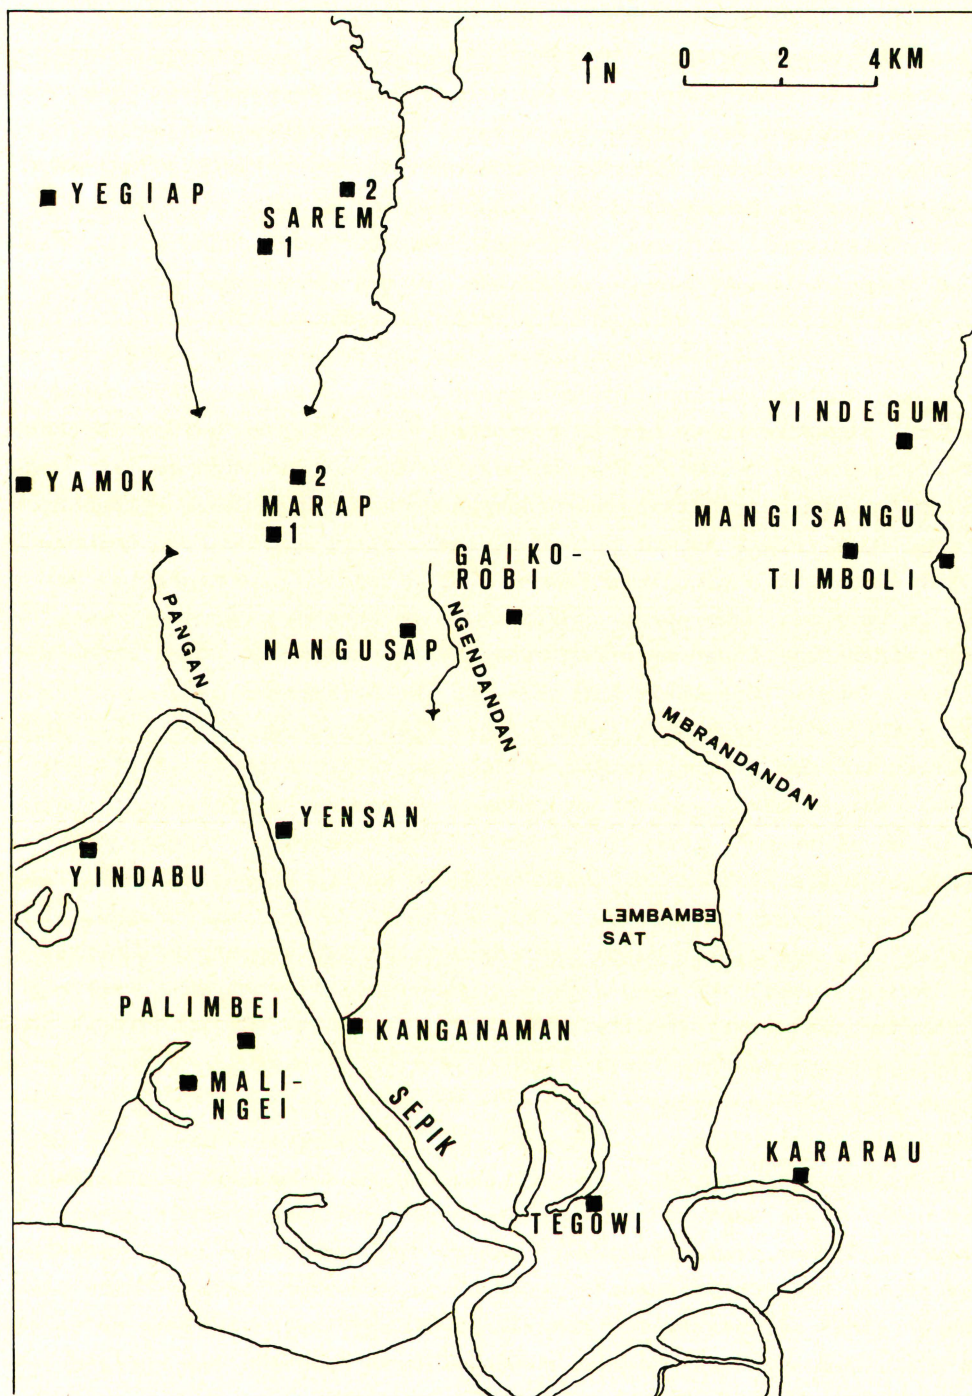 N
0 2 4 KM
YEGIAP
2
SAREM
1
YINDEGUM
YAMOK
2
MARAP
1
MANGISANGU
GAIKO-
ROBI
TIMBOLI
PANGAN
NGENDANDAN
NANGUSAP
MBRANDANDAN
YENSAN
YINDABU
LƎMBAMBƎ
SAT
PALIMBEI
KANGANAMAN
MALI-
NGEI
SEPIK
KARARAU
TEGOWI